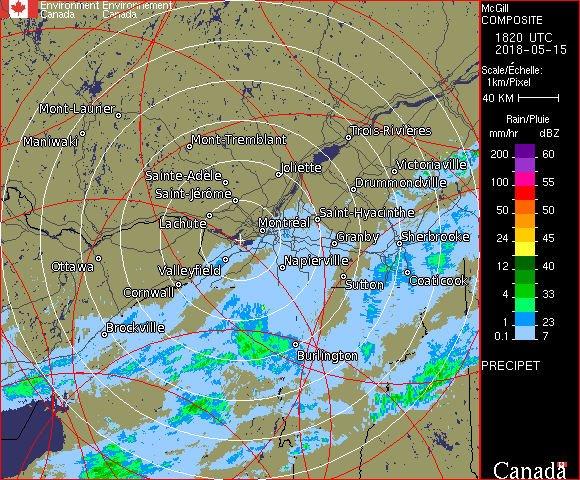 Environment Environnement
Canada Canada
McGill
COMPOSITE
1820 UTC
2018-05-15
Scale/Échelle:
1km/Pixel
40 KM
Rain/Pluie
mm/hr dBZ
200 60
100 55
50 50
24 45
12 40
4 33
1 23
0.1 7
PRECIPET
Canada
Mont-Laurier
Maniwaki
Mont-Tremblant
Trois-Rivières
Sainte-Adèle
Joliette
Victoriaville
Saint-Jérôme
Drummondville
Lachute
Montréal
Saint-Hyacinthe
Granby
Sherbrooke
Ottawa
Valleyfield
Napierville
Cornwall
Sutton
Coaticook
Brockville
Burlington